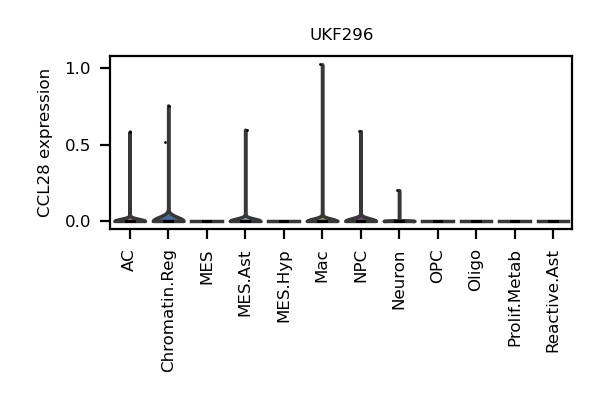 UKF296
CCL28 expression
1.0
0.5
0.0
AC
Chromatin.Reg
MES
MES.Ast
MES.Hyp
Mac
NPC
Neuron
OPC
Oligo
Prolif.Metab
Reactive.Ast